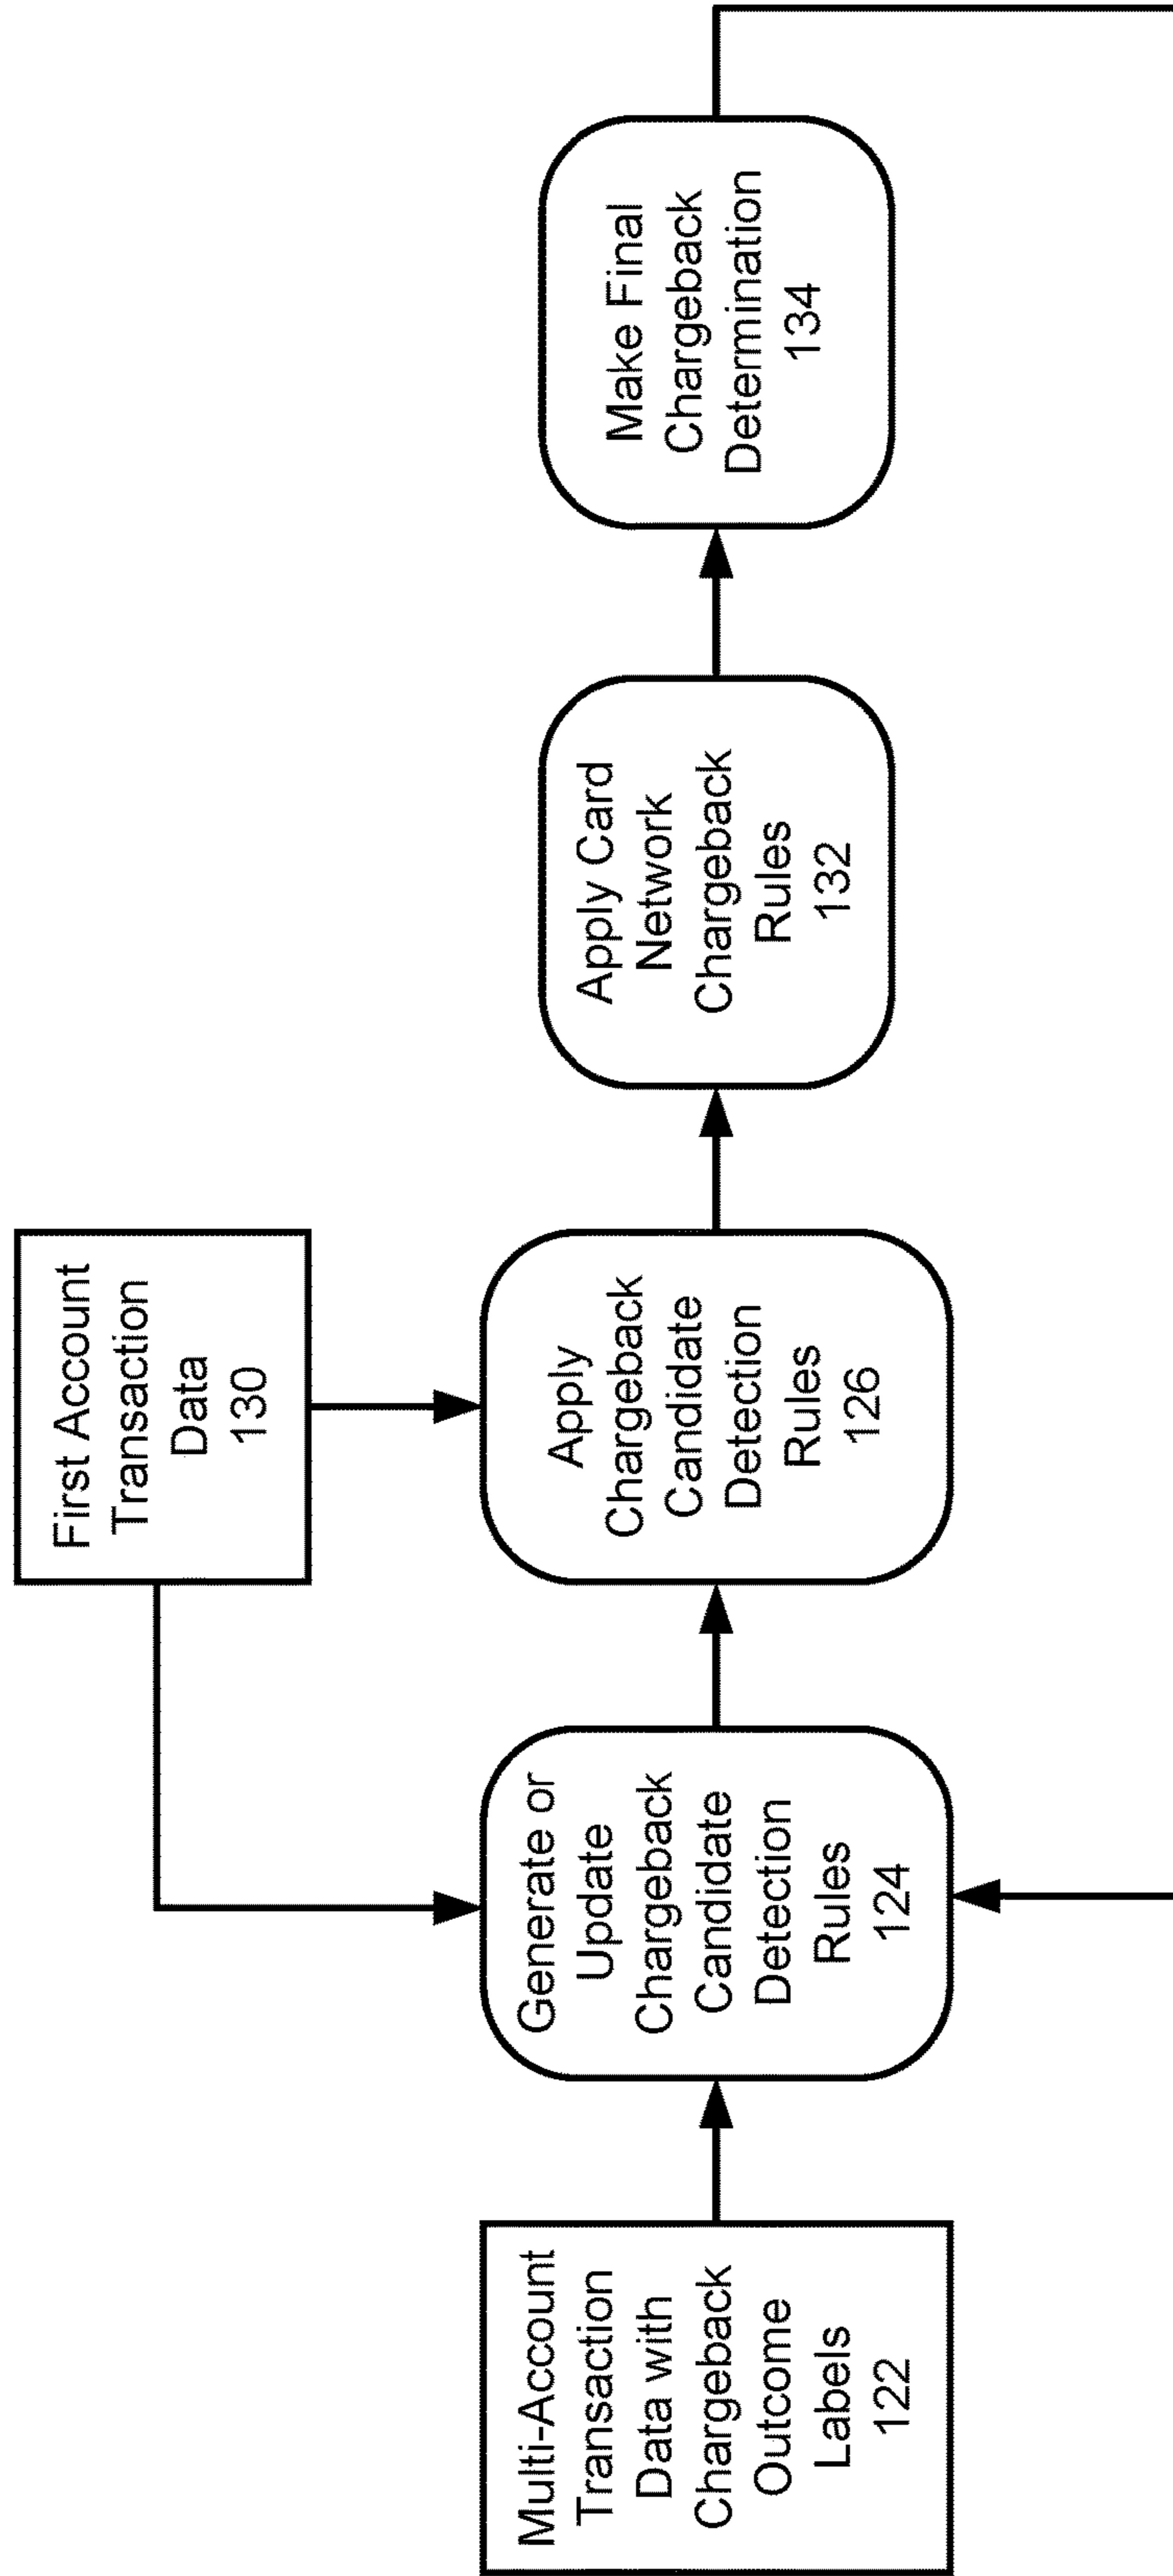 First Account
Transaction
Data
130
Multi-Account
Transaction
Data with
Chargeback
Outcome
Labels
122
Generate or
Update
Chargeback
Candidate
Detection
Rules
124
Apply
Chargeback
Candidate
Detection
Rules
126
Apply Card
Network
Chargeback
Rules
132
Make Final
Chargeback
Determination
134